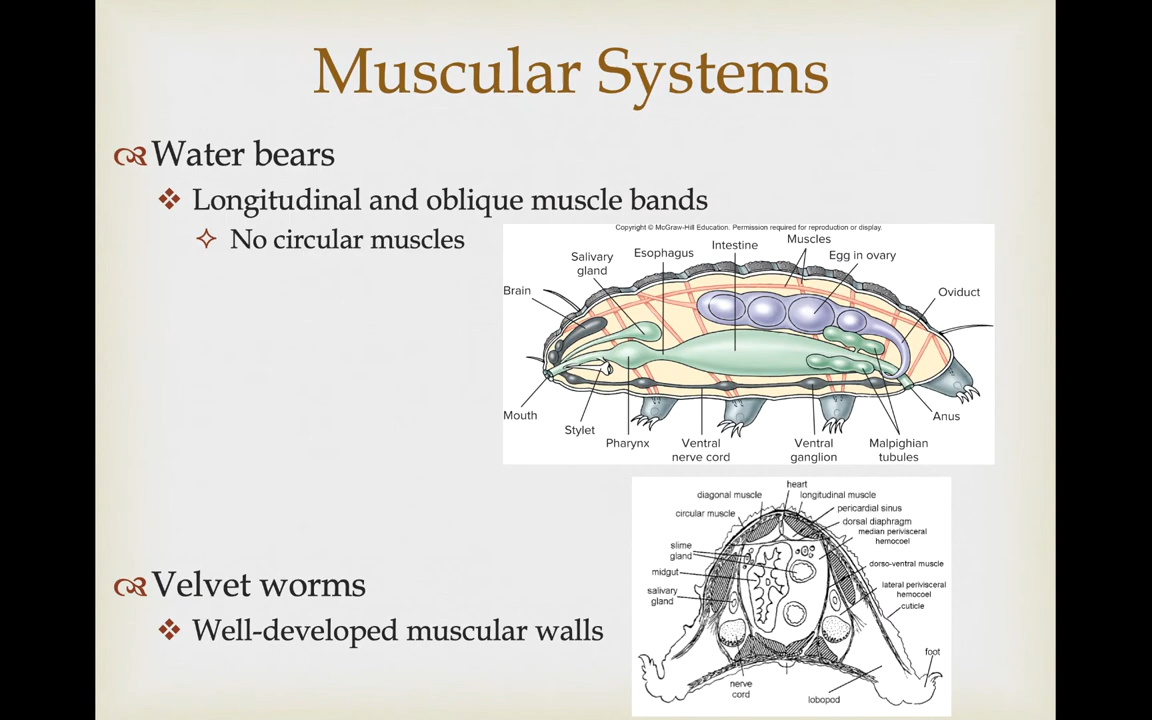 Muscular Systems
Water bears
Longitudinal and oblique muscle bands
No circular muscles
Copyright © McGraw-Hill Education. Permission required for reproduction or display.
Muscles
Intestine
Esophagus
Egg in ovary
Salivary
gland
Brain
Oviduct
Mouth
Anus
Stylet
Pharynx
Ventral
nerve cord
Ventral
ganglion
Malpighian
tubules
heart
diagonal muscle
longitudinal muscle
circular muscle
pericardial sinus
dorsal diaphragm
median perivisceral
hemocoel
slime
gland
midgut
dorso-ventral muscle
salivary
gland
lateral perivisceral
hemocoel
cuticle
foot
nerve
cord
lobopod
Velvet worms
Well-developed muscular walls